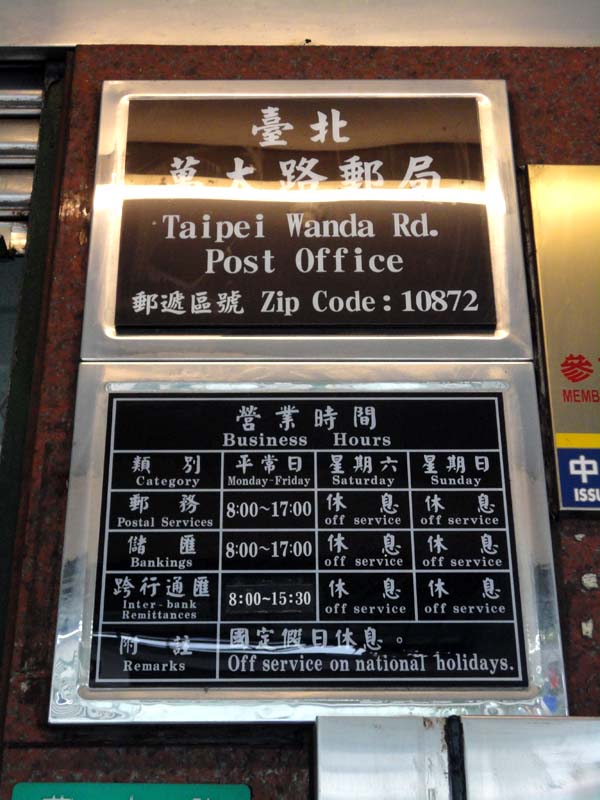 臺北
萬大路郵局
Taipei Wanda Rd.
Post Office
郵遞區號 Zip Code：10872
營業時間
Business Hours
類別 平常日 星期六 星期日
Category Monday-Friday Saturday Sunday
郵務 8:00~17:00 休息 休息
Postal Services off service off service
儲匯 8:00~17:00 休息 休息
Bankings off service off service
跨行通匯 8:00~15:30 休息 休息
Inter-bank Remittances off service off service
附註 國定假日休息。
Remarks Off service on national holidays.
參
MEMB
中
ISSU